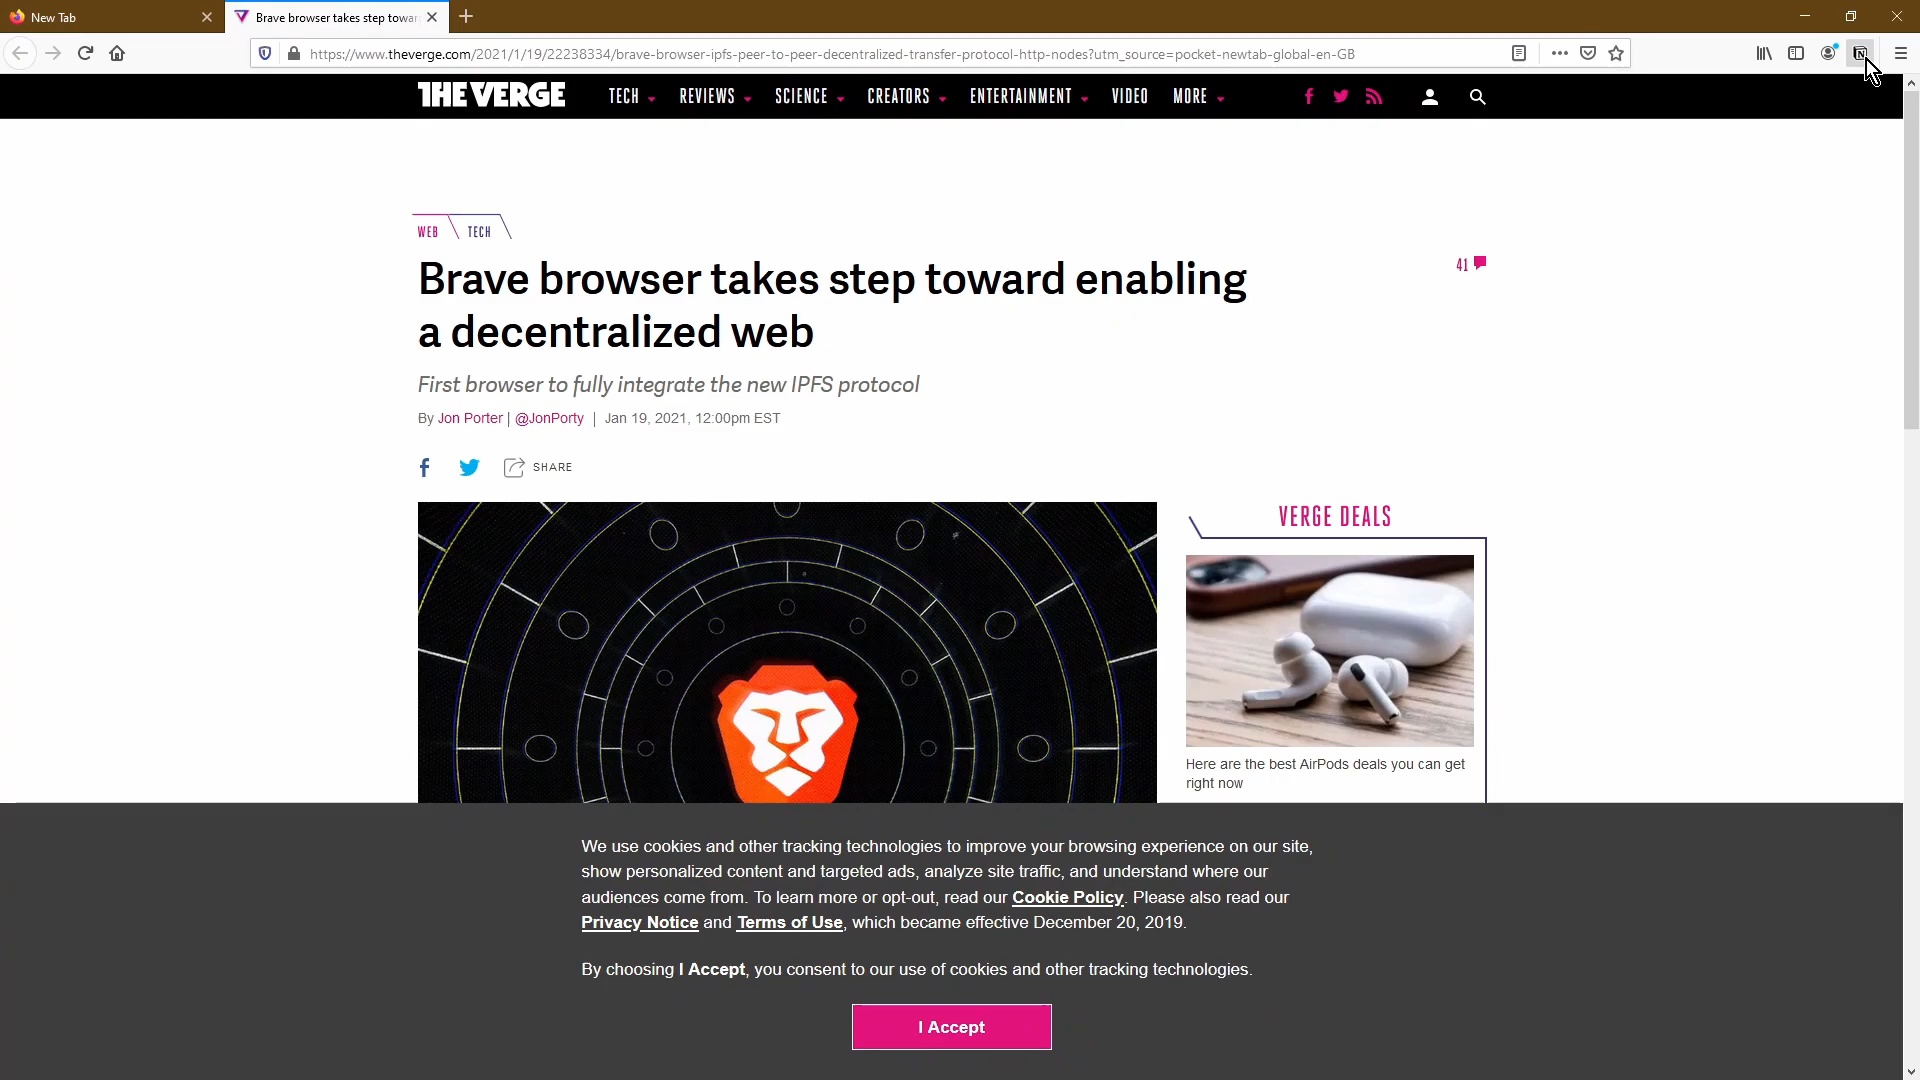 New Tab
Brave browser takes step towar
https://www.theverge.com/2021/1/19/22238334/brave-browser-ipfs-peer-to-peer-decentralized-transfer-protocol-http-nodes?utm_source=pocket-newtab-global-en-GB
THE VERGE
TECH REVIEWS SCIENCE CREATORS ENTERTAINMENT VIDEO MORE
WEB TECH
Brave browser takes step toward enabling
a decentralized web
41
First browser to fully integrate the new IPFS protocol
By Jon Porter | @JonPorty | Jan 19, 2021, 12:00pm EST
SHARE
VERGE DEALS
Here are the best AirPods deals you can get
right now
We use cookies and other tracking technologies to improve your browsing experience on our site,
show personalized content and targeted ads, analyze site traffic, and understand where our
audiences come from. To learn more or opt-out, read our Cookie Policy. Please also read our
Privacy Notice and Terms of Use, which became effective December 20, 2019.
By choosing I Accept, you consent to our use of cookies and other tracking technologies.
I Accept